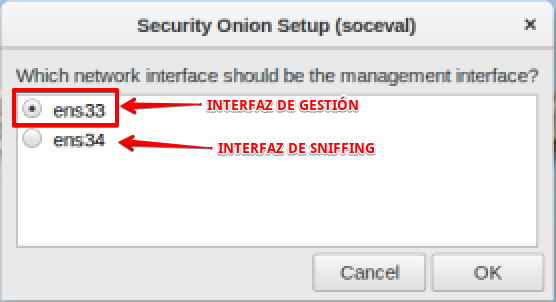 Security Onion Setup (soceval)
Which network interface should be the management interface?
ens33
INTERFAZ DE GESTIÓN
ens34
INTERFAZ DE SNIFFING
Cancel
OK